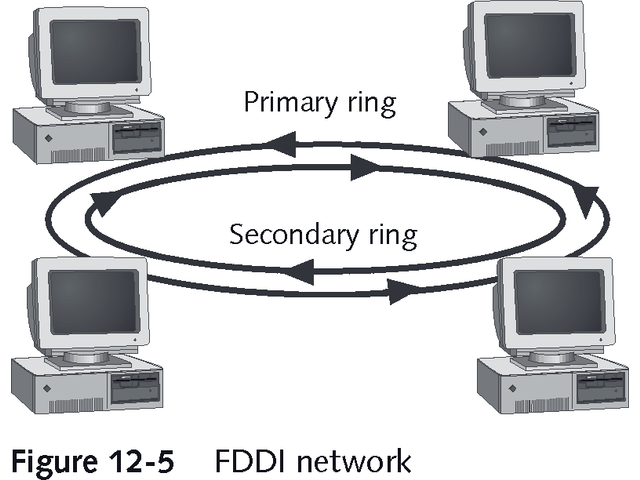 Primary ring
Secondary ring
Figure 12-5 FDDI network